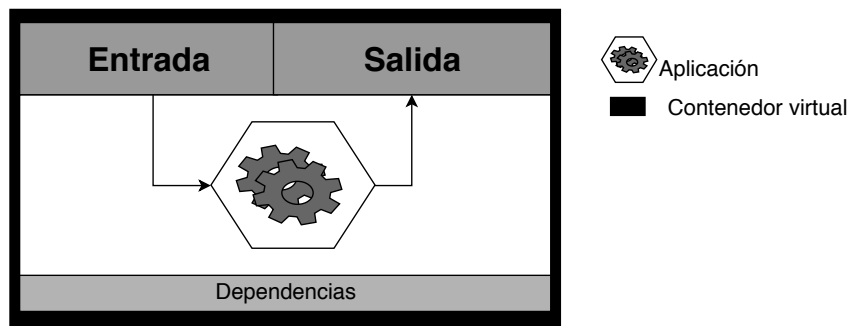 Entrada
Salida
Aplicación
Contenedor virtual
Dependencias